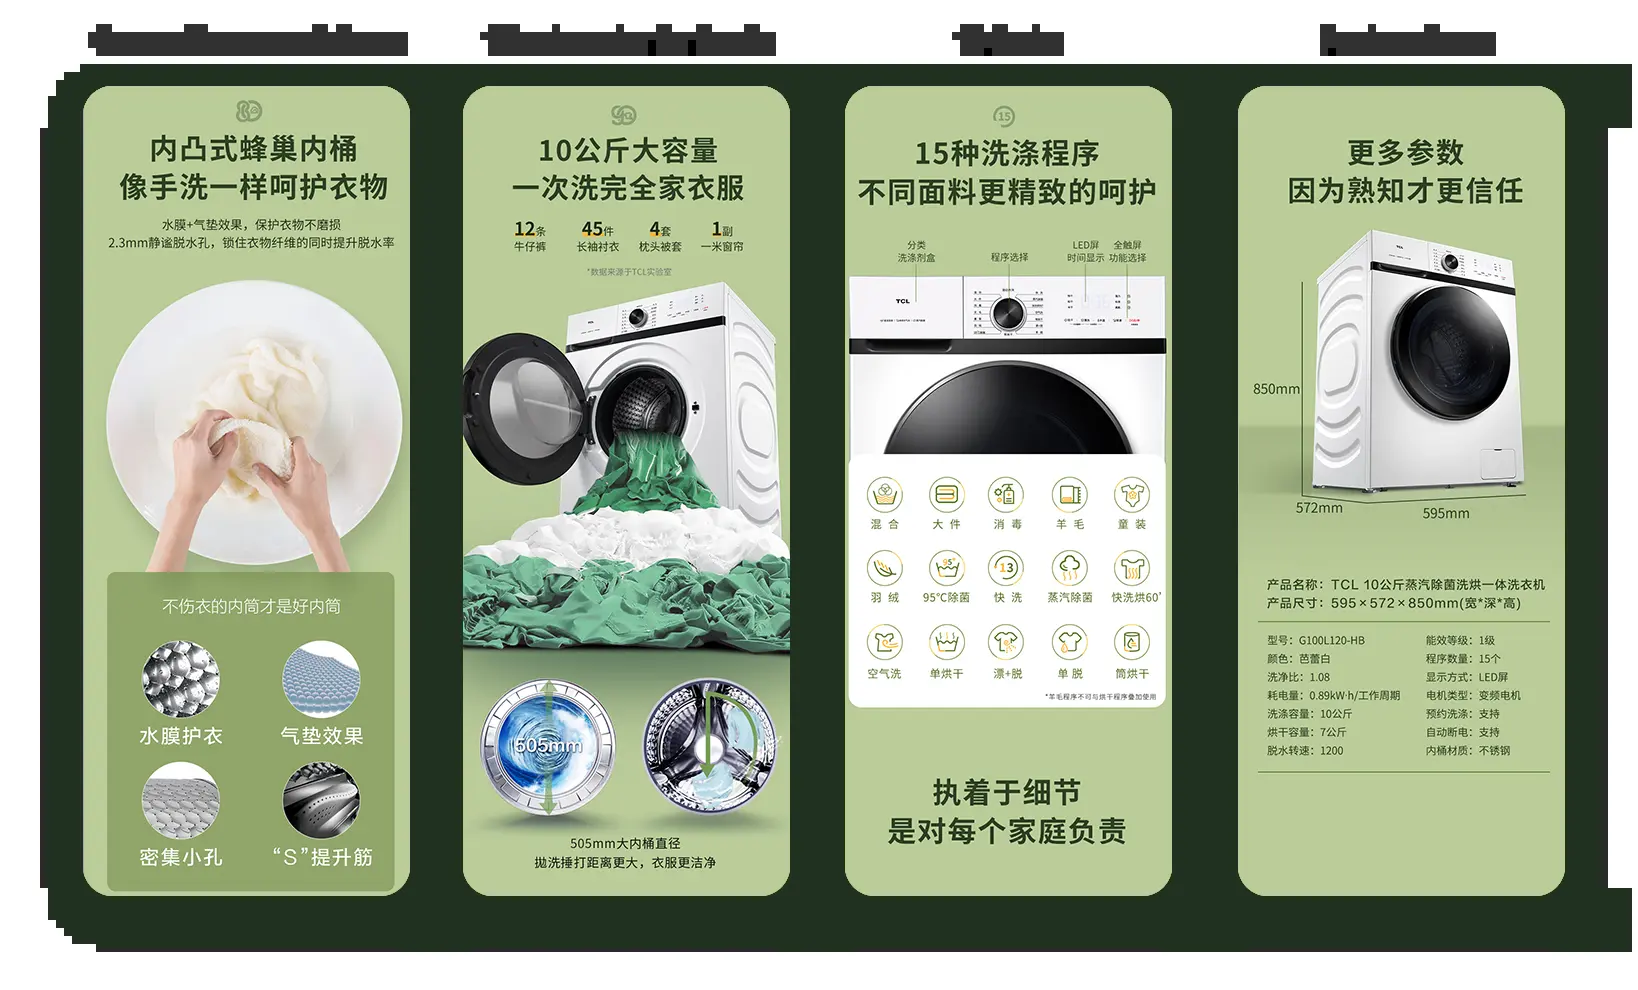 内凸式蜂巢内桶
像手洗一样呵护衣物
水膜+气垫效果，保护衣物不磨损
2.3mm静谧脱水孔，锁住衣物纤维的同时提升脱水率
不伤衣的内筒才是好内筒
水膜护衣
气垫效果
密集小孔
“S”提升筋
10公斤大容量
一次洗完全家衣服
12条
牛仔裤
45件
长袖衬衣
4套
枕头被套
1副
一米窗帘
*数据来源于TCL实验室
TCL
505mm
505mm大内桶直径
抛洗捶打距离更大，衣服更洁净
15
15种洗涤程序
不同面料更精致的呵护
分类
洗涤剂盒
程序选择
LED屏
时间显示
全触屏
功能选择
TCL
混合
大件
消毒
羊毛
童装
羽绒
95°
95℃除菌
13
快洗
蒸汽除菌
快洗烘60'
空气洗
单烘干
漂+脱
单脱
筒烘干
*羊毛程序不可与烘干程序叠加使用
执着于细节
是对每个家庭负责
更多参数
因为熟知才更信任
TCL
850mm
572mm
595mm
产品名称：TCL 10公斤蒸汽除菌洗烘一体洗衣机
产品尺寸：595×572×850mm(宽*深*高)
型号：G100L120-HB
颜色：芭蕾白
洗净比：1.08
耗电量：0.89kW·h/工作周期
洗涤容量：10公斤
烘干容量：7公斤
脱水转速：1200
能效等级：1级
程序数量：15个
显示方式：LED屏
电机类型：变频电机
预约洗涤：支持
自动断电：支持
内桶材质：不锈钢